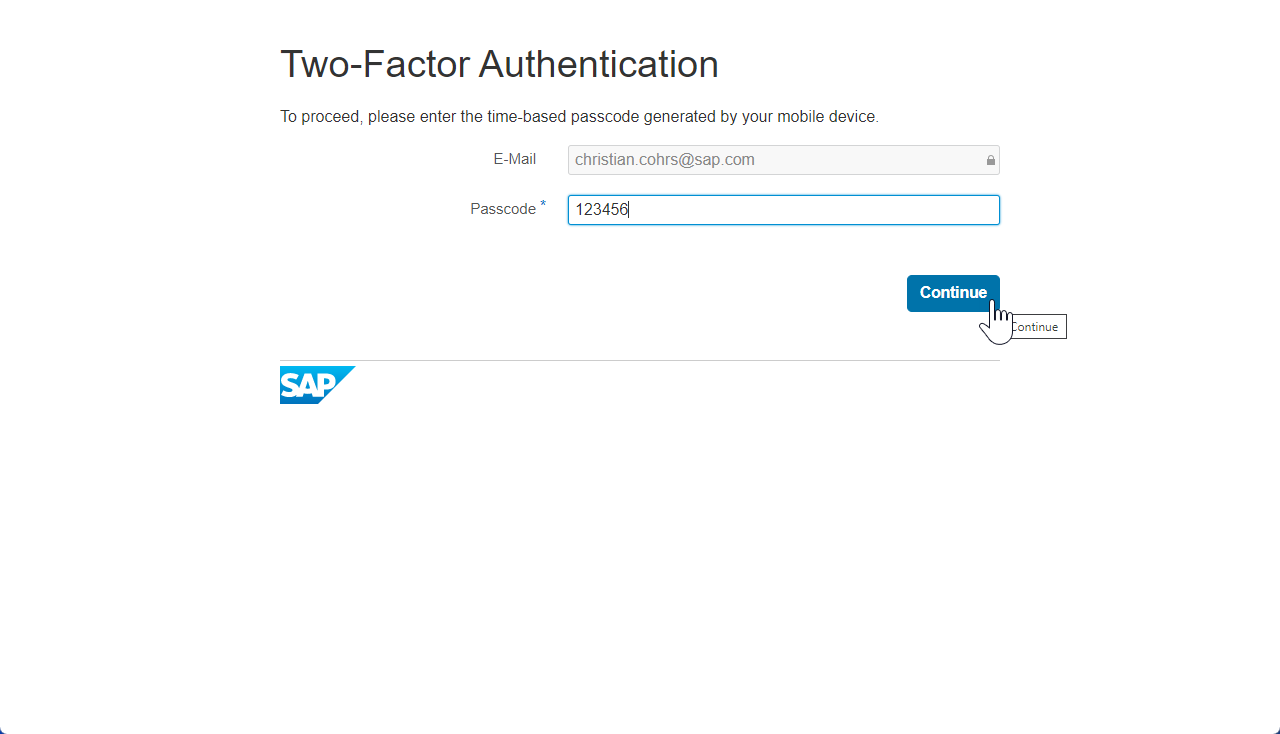 Two-Factor Authentication
To proceed, please enter the time-based passcode generated by your mobile device.
E-Mail christian.cohrs@sap.com
Passcode * 123456
Continue
Continue
SAP